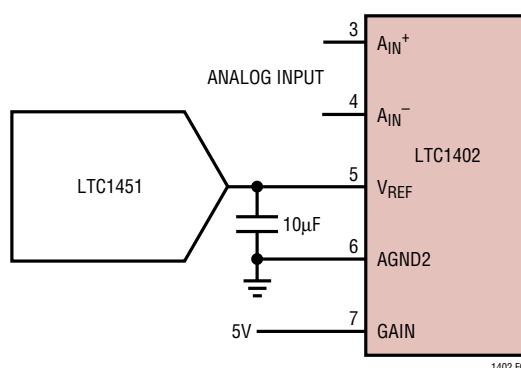 3
A_IN+
ANALOG INPUT
4
A_IN–
LTC1402
LTC1451
5
V_REF
10µF
6
AGND2
5V
7
GAIN